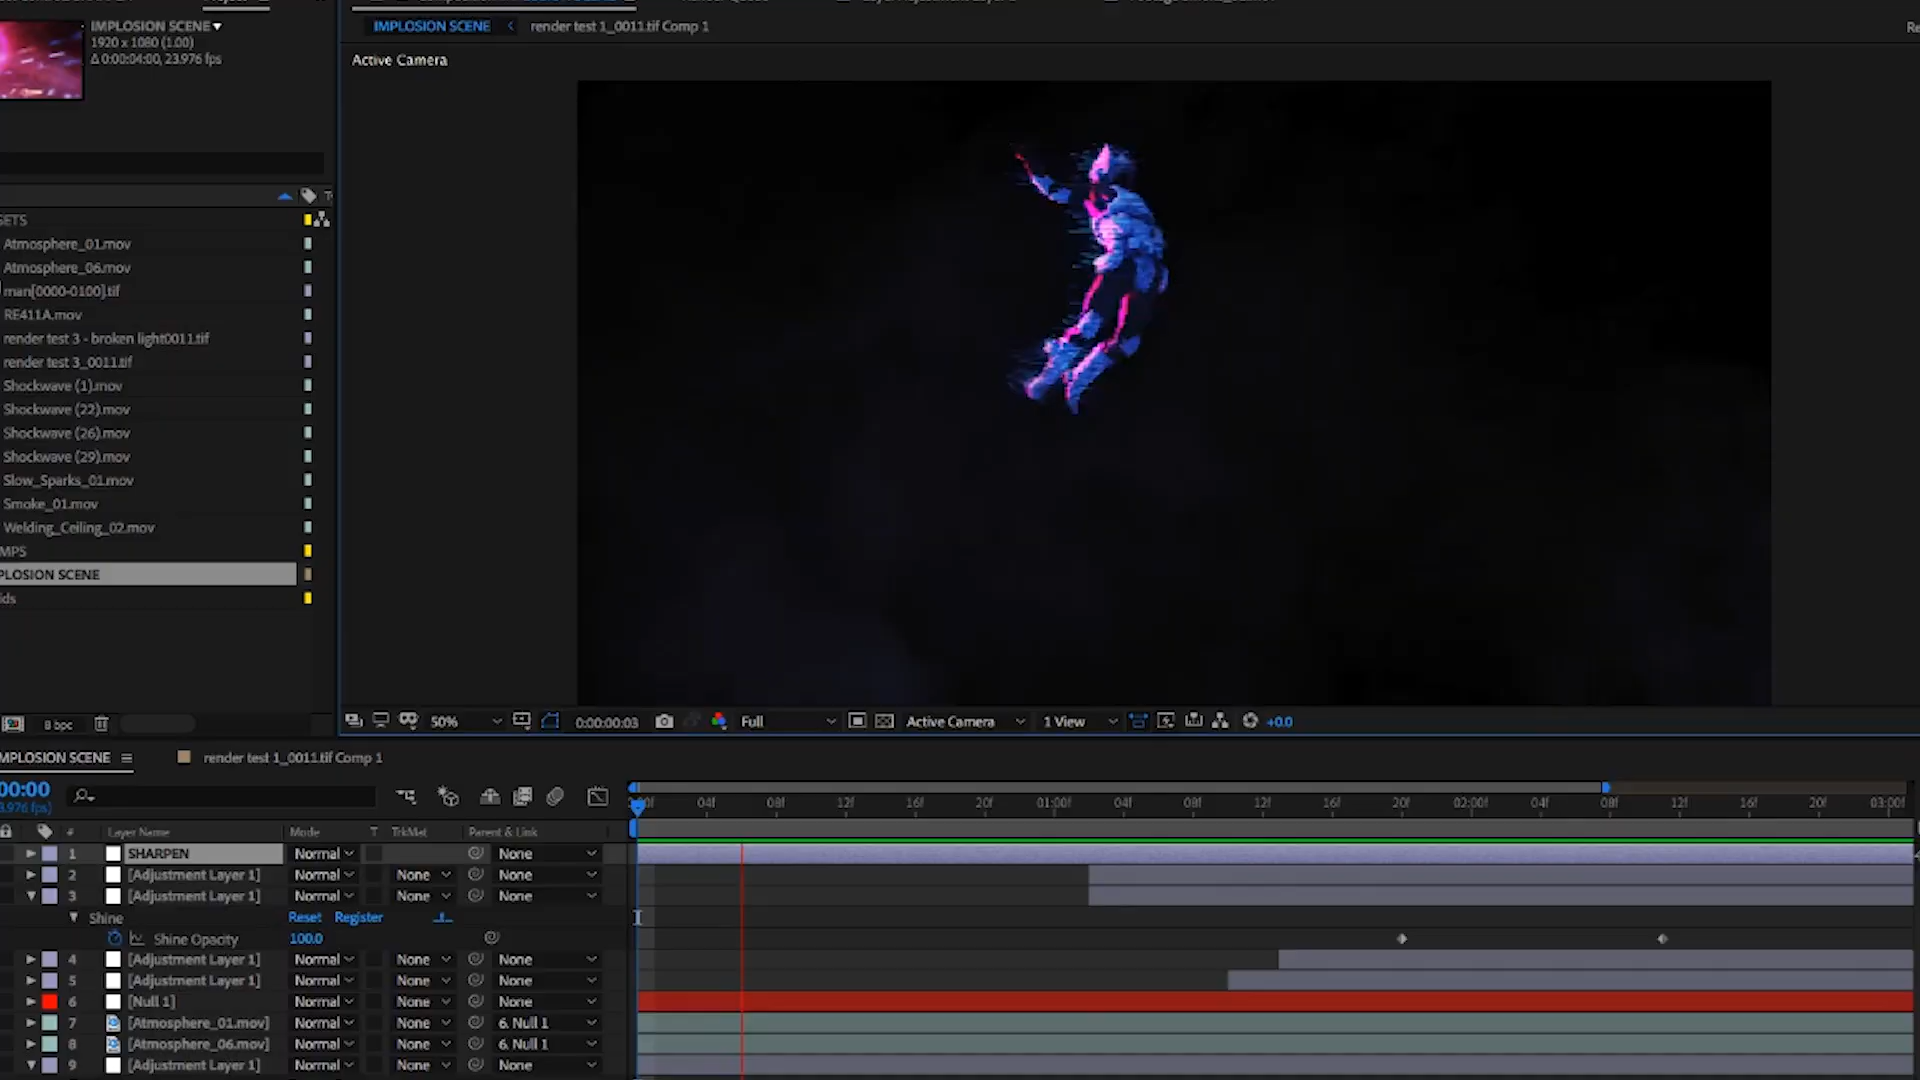 IMPLOSION SCENE
1920 x 1080 (1.00)
Δ 0:00:04:00, 23.976 fps
IMPLOSION SCENE
render test 1_0011.tif Comp 1
Re
Active Camera
SETS
Atmosphere_01.mov
Atmosphere_06.mov
man[0000-0100].tif
RE411A.mov
render test 3 - broken light0011.tif
render test 3_0011.tif
Shockwave (1).mov
Shockwave (22).mov
Shockwave (26).mov
Shockwave (29).mov
Slow_Sparks_01.mov
Smoke_01.mov
Welding_Ceiling_02.mov
MPS
PLOSION SCENE
ids
8 bpc
50%
0:00:00:03
Full
Active Camera
1 View
+0.0
MPLOSION SCENE
render test 1_0011.tif Comp 1
00:00
3.976 fps)
:00f 04f 08f 12f 16f 20f 01:00f 04f 08f 12f 16f 20f 02:00f 04f 08f 12f 16f 20f 03:00f
# Layer Name Mode T TrkMat Parent & Link
1 SHARPEN Normal None
2 [Adjustment Layer 1] Normal None None
3 [Adjustment Layer 1] Normal None None
Shine Reset Register
Shine Opacity 100.0
4 [Adjustment Layer 1] Normal None None
5 [Adjustment Layer 1] Normal None None
6 [Null 1] Normal None None
7 [Atmosphere_01.mov] Normal None 6. Null 1
8 [Atmosphere_06.mov] Normal None 6. Null 1
9 [Adjustment Layer 1] Normal None None